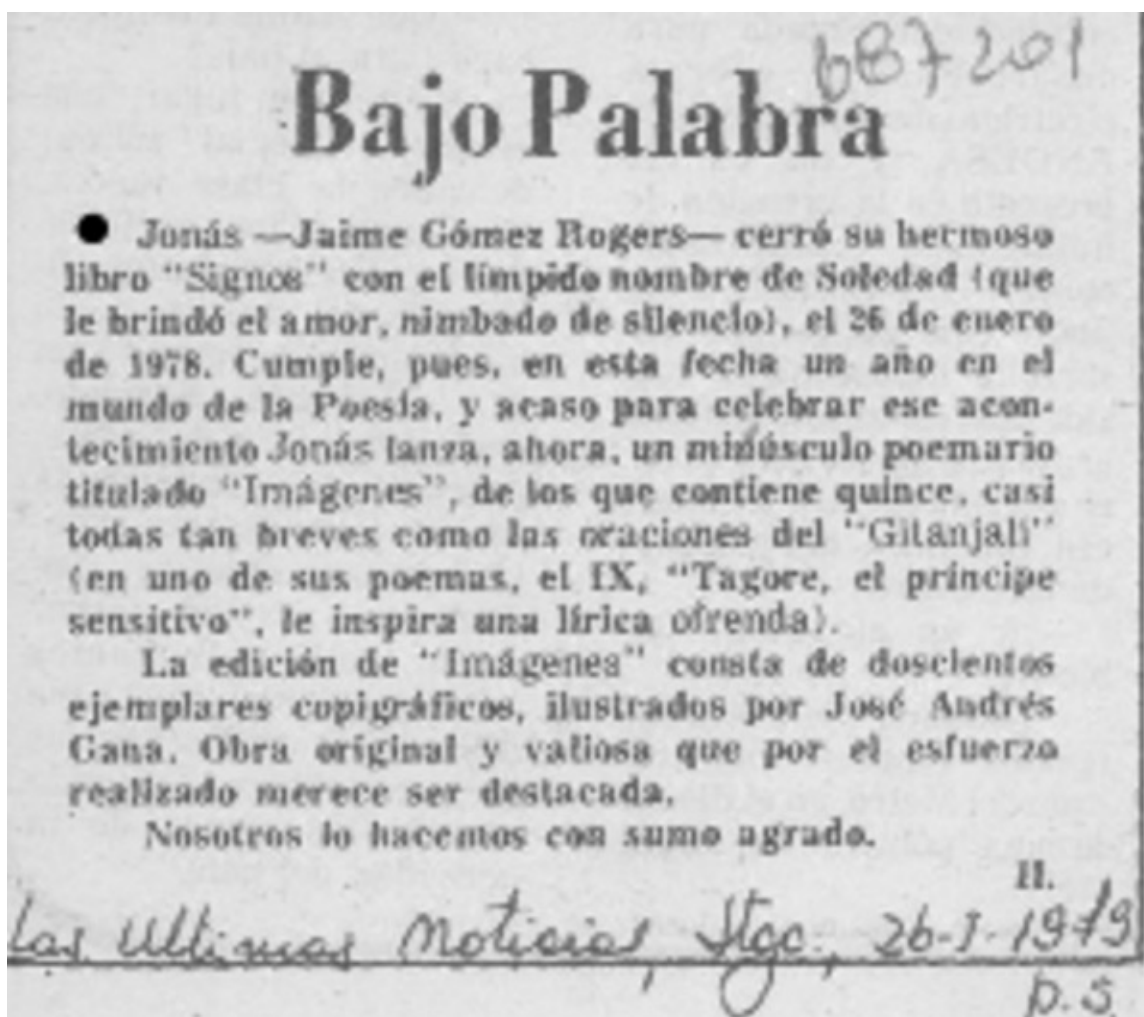 687201
Bajo Palabra
● Jonás —Jaime Gómez Rogers— cerró su hermoso
libro "Signos" con el límpido nombre de Soledad (que
le brindó el amor, nimbado de silencio), el 26 de enero
de 1978. Cumple, pues, en esta fecha un año en el
mundo de la Poesía, y acaso para celebrar ese acon-
tecimiento Jonás lanza, ahora, un minúsculo poemario
titulado "Imágenes", de los que contiene quince, casi
todas tan breves como las oraciones del "Gitanjali"
(en uno de sus poemas, el IX, "Tagore, el príncipe
sensitivo", le inspira una lírica ofrenda).
La edición de "Imágenes" consta de doscientos
ejemplares copigráficos, ilustrados por José Andrés
Gana. Obra original y valiosa que por el esfuerzo
realizado merece ser destacada.
Nosotros lo hacemos con sumo agrado.
H.
Las Ultimas Noticias, Stgo., 26-I-1979
p.5